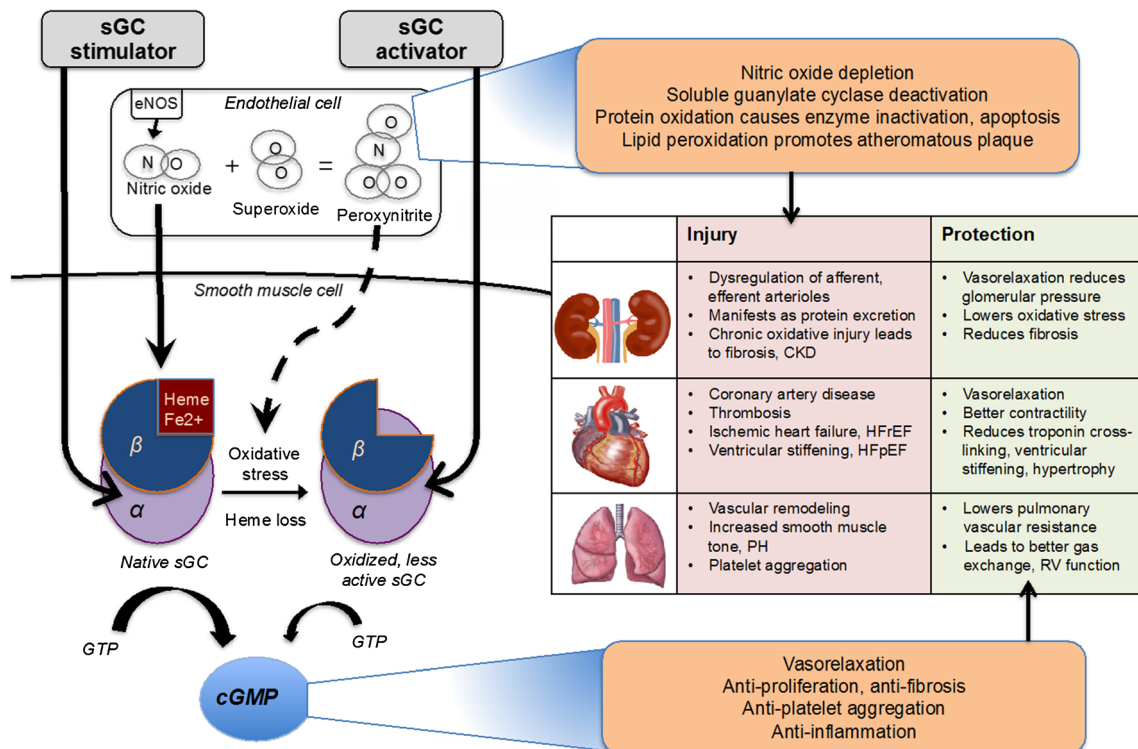 sGC
stimulator
sGC
activator
eNOS
Endothelial cell
N
O
Nitric oxide
+
O
O
Superoxide
=
O
N
O
O
Peroxynitrite
Smooth muscle cell
Heme
Fe2+
β
α
Native sGC
Oxidative
stress
Heme loss
β
α
Oxidized, less
active sGC
GTP
GTP
cGMP
Nitric oxide depletion
Soluble guanylate cyclase deactivation
Protein oxidation causes enzyme inactivation, apoptosis
Lipid peroxidation promotes atheromatous plaque
Injury
Protection
• Dysregulation of afferent,
efferent arterioles
• Manifests as protein excretion
• Chronic oxidative injury leads
to fibrosis, CKD
• Vasorelaxation reduces
glomerular pressure
• Lowers oxidative stress
• Reduces fibrosis
• Coronary artery disease
• Thrombosis
• Ischemic heart failure, HFrEF
• Ventricular stiffening, HFpEF
• Vasorelaxation
• Better contractility
• Reduces troponin cross-
linking, ventricular
stiffening, hypertrophy
• Vascular remodeling
• Increased smooth muscle
tone, PH
• Platelet aggregation
• Lowers pulmonary
vascular resistance
• Leads to better gas
exchange, RV function
Vasorelaxation
Anti-proliferation, anti-fibrosis
Anti-platelet aggregation
Anti-inflammation